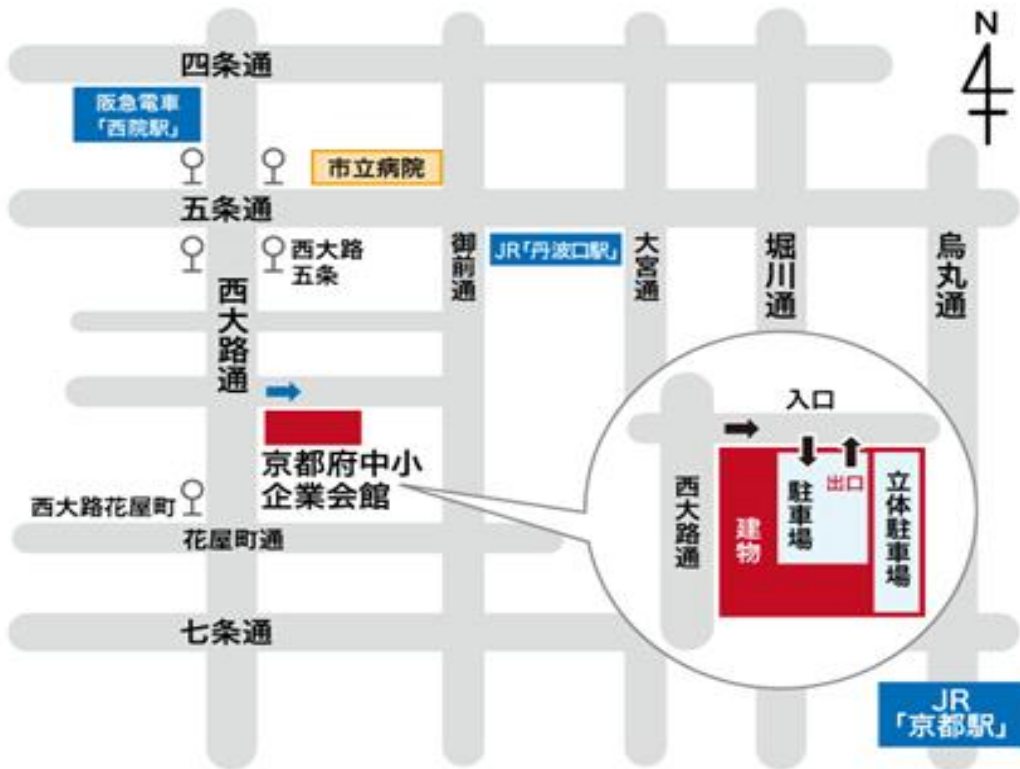 N
四条通
阪急電車
「西院駅」
市立病院
五条通
西大路
五条
御前通
JR「丹波口駅」
大宮通
堀川通
烏丸通
西大路通
京都府中小
企業会館
西大路花屋町
花屋町通
七条通
入口
西大路通
建物
駐車場
出口
立体駐車場
JR
「京都駅」